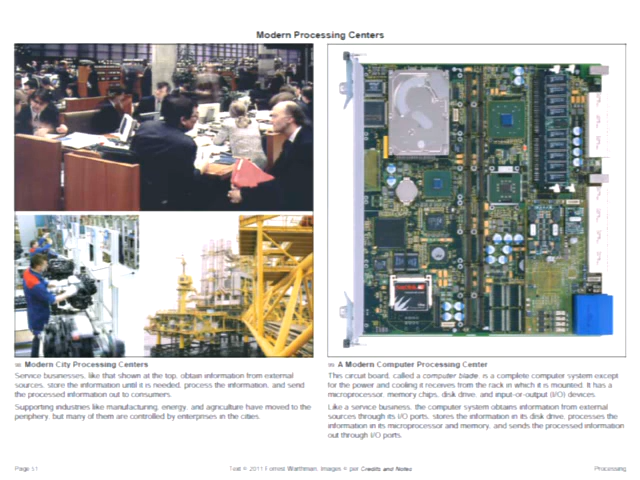 Modern Processing Centers
Modern City Processing Centers
Service businesses, like that shown at the top, obtain information from external
sources, store the information until it is needed, process the information, and send
the processed information out to consumers.
Supporting industries like manufacturing, energy, and agriculture have moved to the
periphery, but many of them are controlled by enterprises in the cities.
A Modern Computer Processing Center
This circuit board, called a computer blade, is a complete computer system except
for the power and cooling it receives from the rack in which it is mounted. It has a
microprocessor, memory chips, disk drive, and input-or-output (I/O) devices.
Like a service business, the computer system obtains information from external
sources through its I/O ports, stores the information in its disk drive, processes the
information in its microprocessor and memory, and sends the processed information
out through I/O ports.
Page 11
Text © 2011 Forrest Warthman. Images © per Credits and Notes
Processing